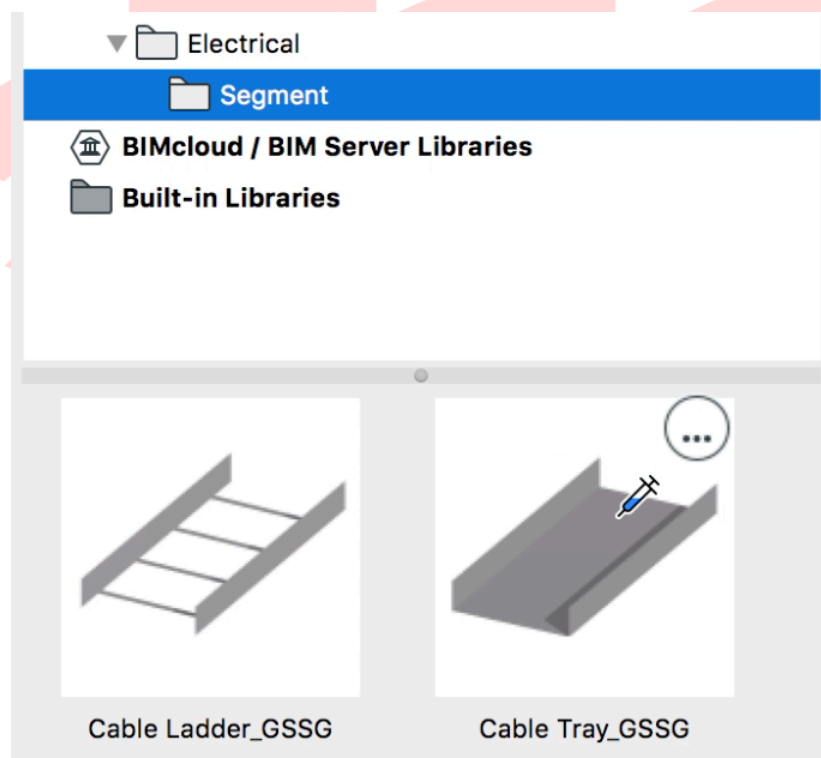 Electrical
Segment
BIMcloud / BIM Server Libraries
Built-in Libraries
...
Cable Ladder_GSSG
Cable Tray_GSSG